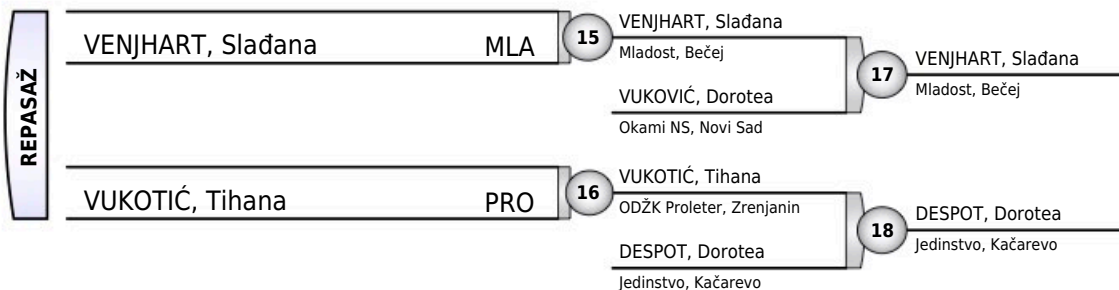 REPASAŽ
VENJHART, Slađana MLA
15
VENJHART, Slađana
Mladost, Bečej
VUKOVIĆ, Dorotea
Okami NS, Novi Sad
17
VENJHART, Slađana
Mladost, Bečej
VUKOTIĆ, Tihana PRO
16
VUKOTIĆ, Tihana
ODŽK Proleter, Zrenjanin
DESPOT, Dorotea
Jedinstvo, Kačarevo
18
DESPOT, Dorotea
Jedinstvo, Kačarevo